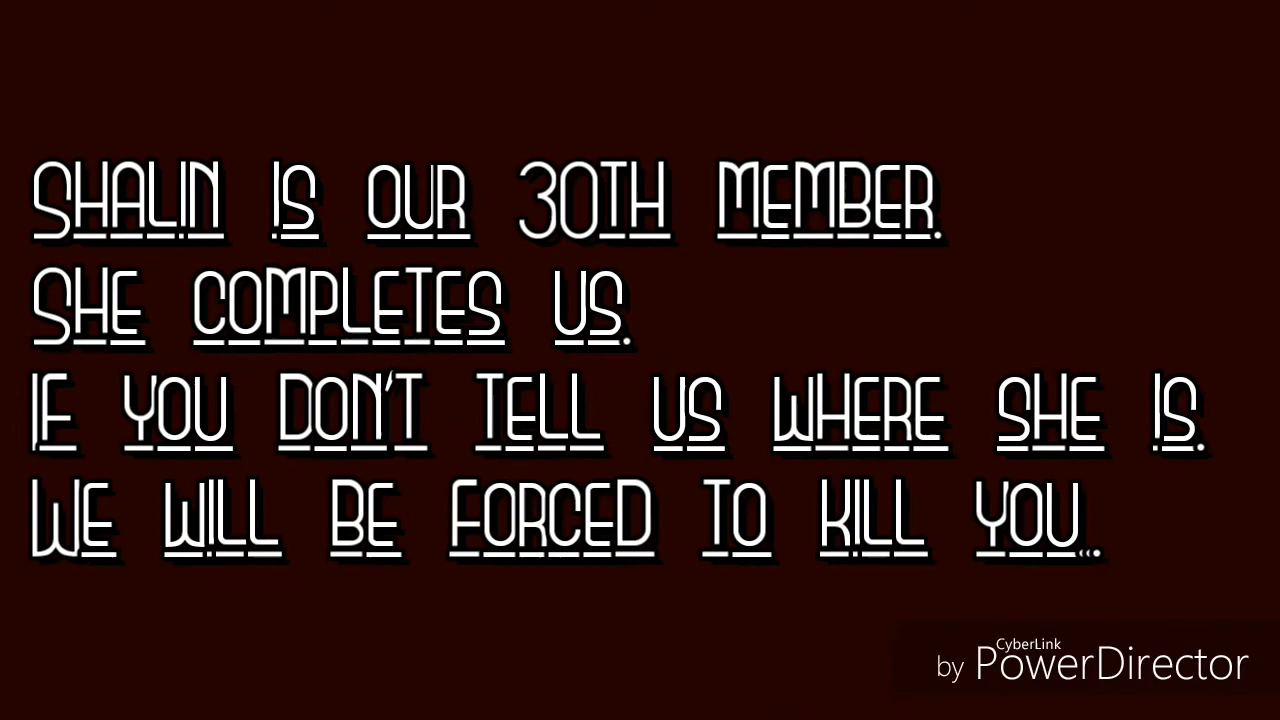 Shalin is our 30th member.
She completes us.
If you don't tell us where she is.
We will be forced to kill you...
CyberLink
by PowerDirector